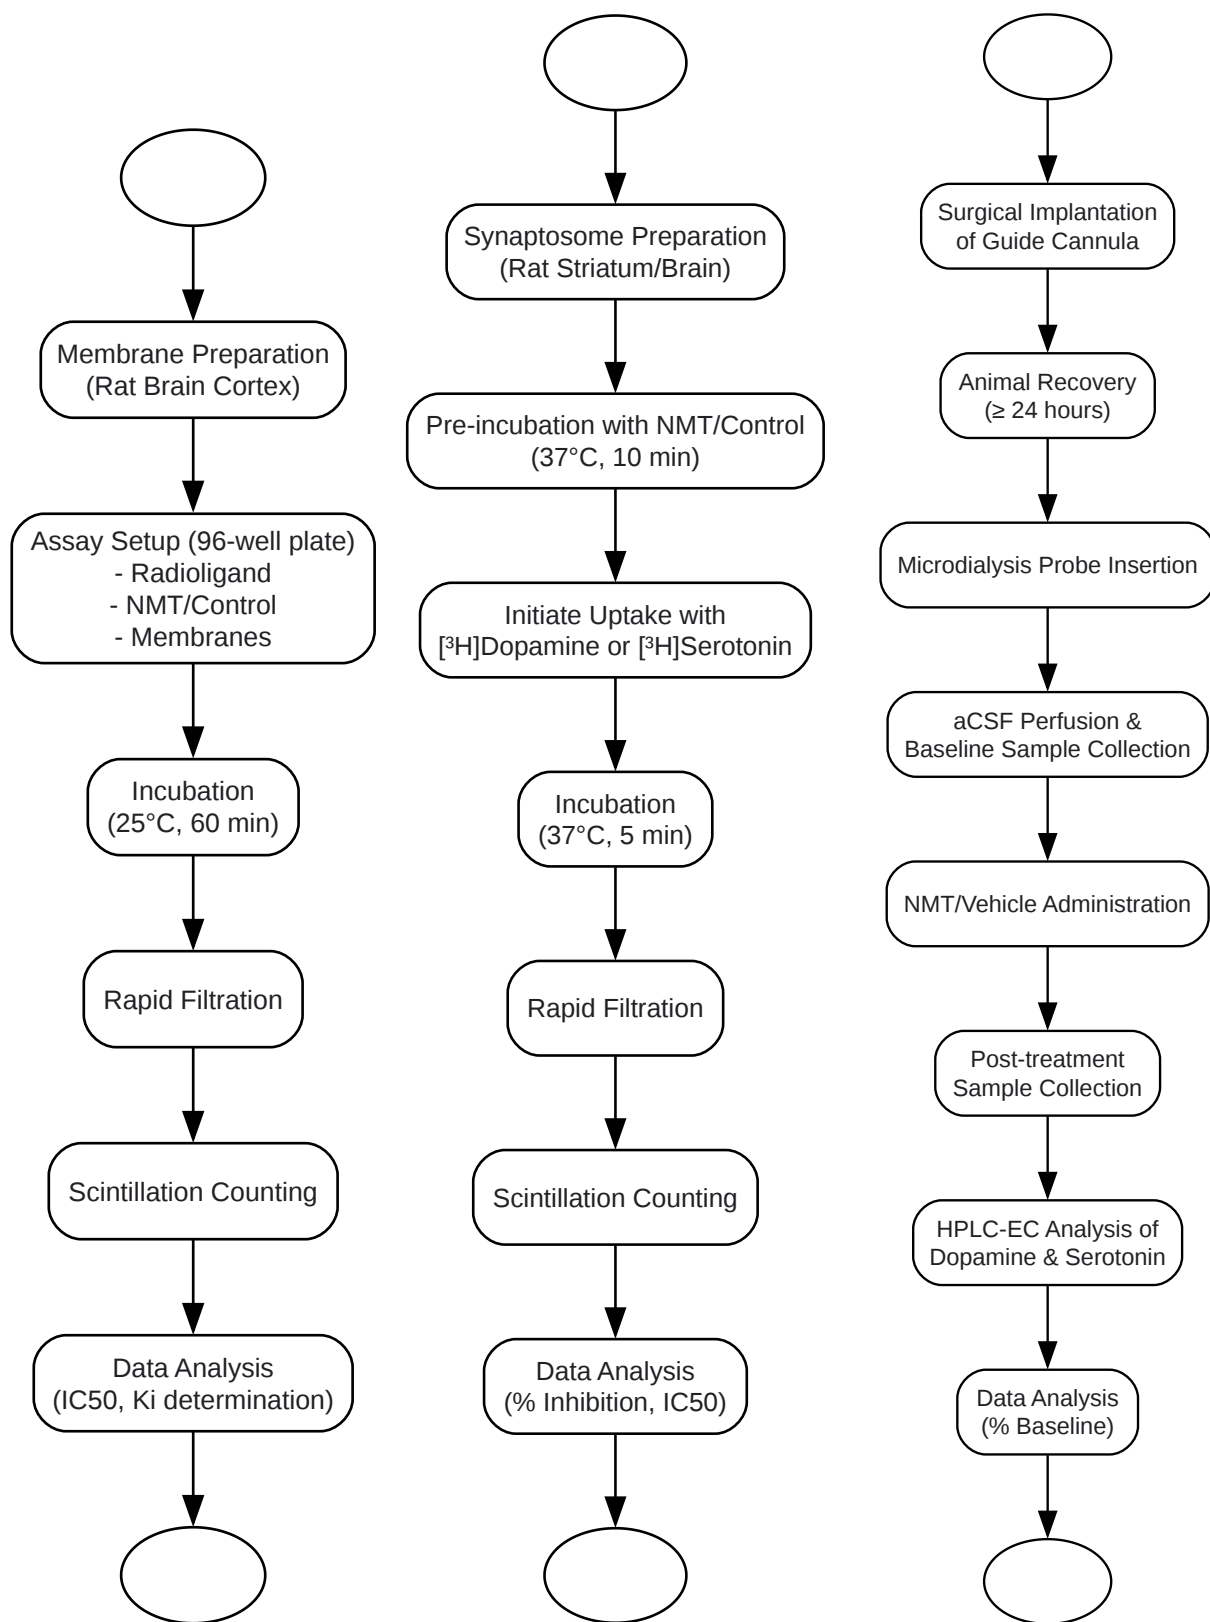 Membrane Preparation
(Rat Brain Cortex)
Assay Setup (96-well plate)
- Radioligand
- NMT/Control
- Membranes
Incubation
(25°C, 60 min)
Rapid Filtration
Scintillation Counting
Data Analysis
(IC50, Ki determination)
Synaptosome Preparation
(Rat Striatum/Brain)
Pre-incubation with NMT/Control
(37°C, 10 min)
Initiate Uptake with
[³H]Dopamine or [³H]Serotonin
Incubation
(37°C, 5 min)
Rapid Filtration
Scintillation Counting
Data Analysis
(% Inhibition, IC50)
Surgical Implantation
of Guide Cannula
Animal Recovery
(≥ 24 hours)
Microdialysis Probe Insertion
aCSF Perfusion &
Baseline Sample Collection
NMT/Vehicle Administration
Post-treatment
Sample Collection
HPLC-EC Analysis of
Dopamine & Serotonin
Data Analysis
(% Baseline)